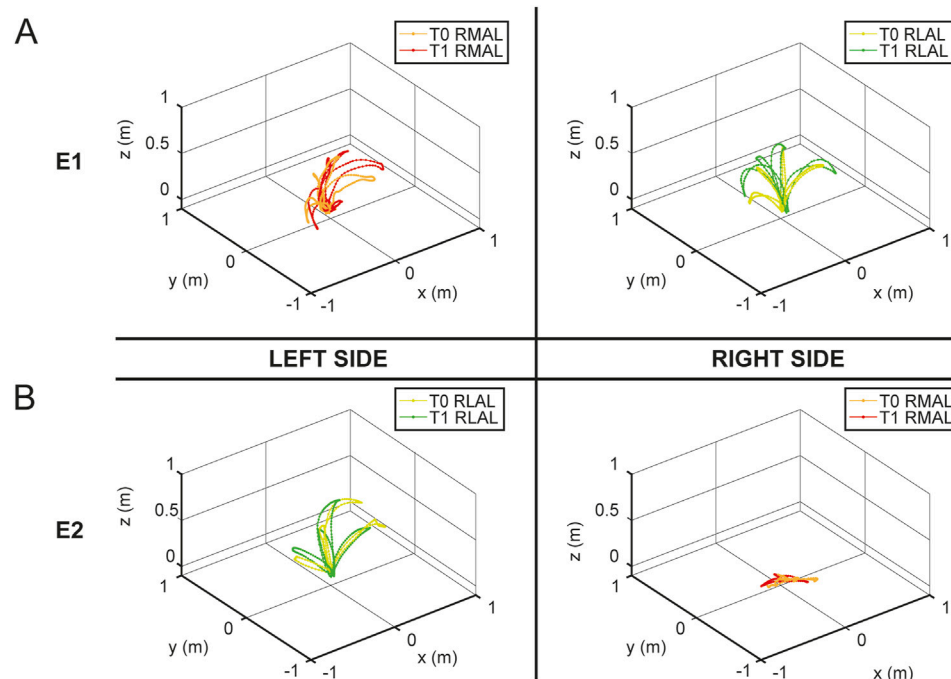 A
T0 RMAL
T1 RMAL
T0 RLAL
T1 RLAL
E1
1
0.5
0
z (m)
1
0
-1
y (m)
-1
0
1
x (m)
1
0.5
0
z (m)
1
0
-1
y (m)
-1
0
1
x (m)
LEFT SIDE
RIGHT SIDE
B
T0 RLAL
T1 RLAL
T0 RMAL
T1 RMAL
E2
1
0.5
0
z (m)
1
0
-1
y (m)
-1
0
1
x (m)
1
0.5
0
z (m)
1
0
-1
y (m)
-1
0
1
x (m)